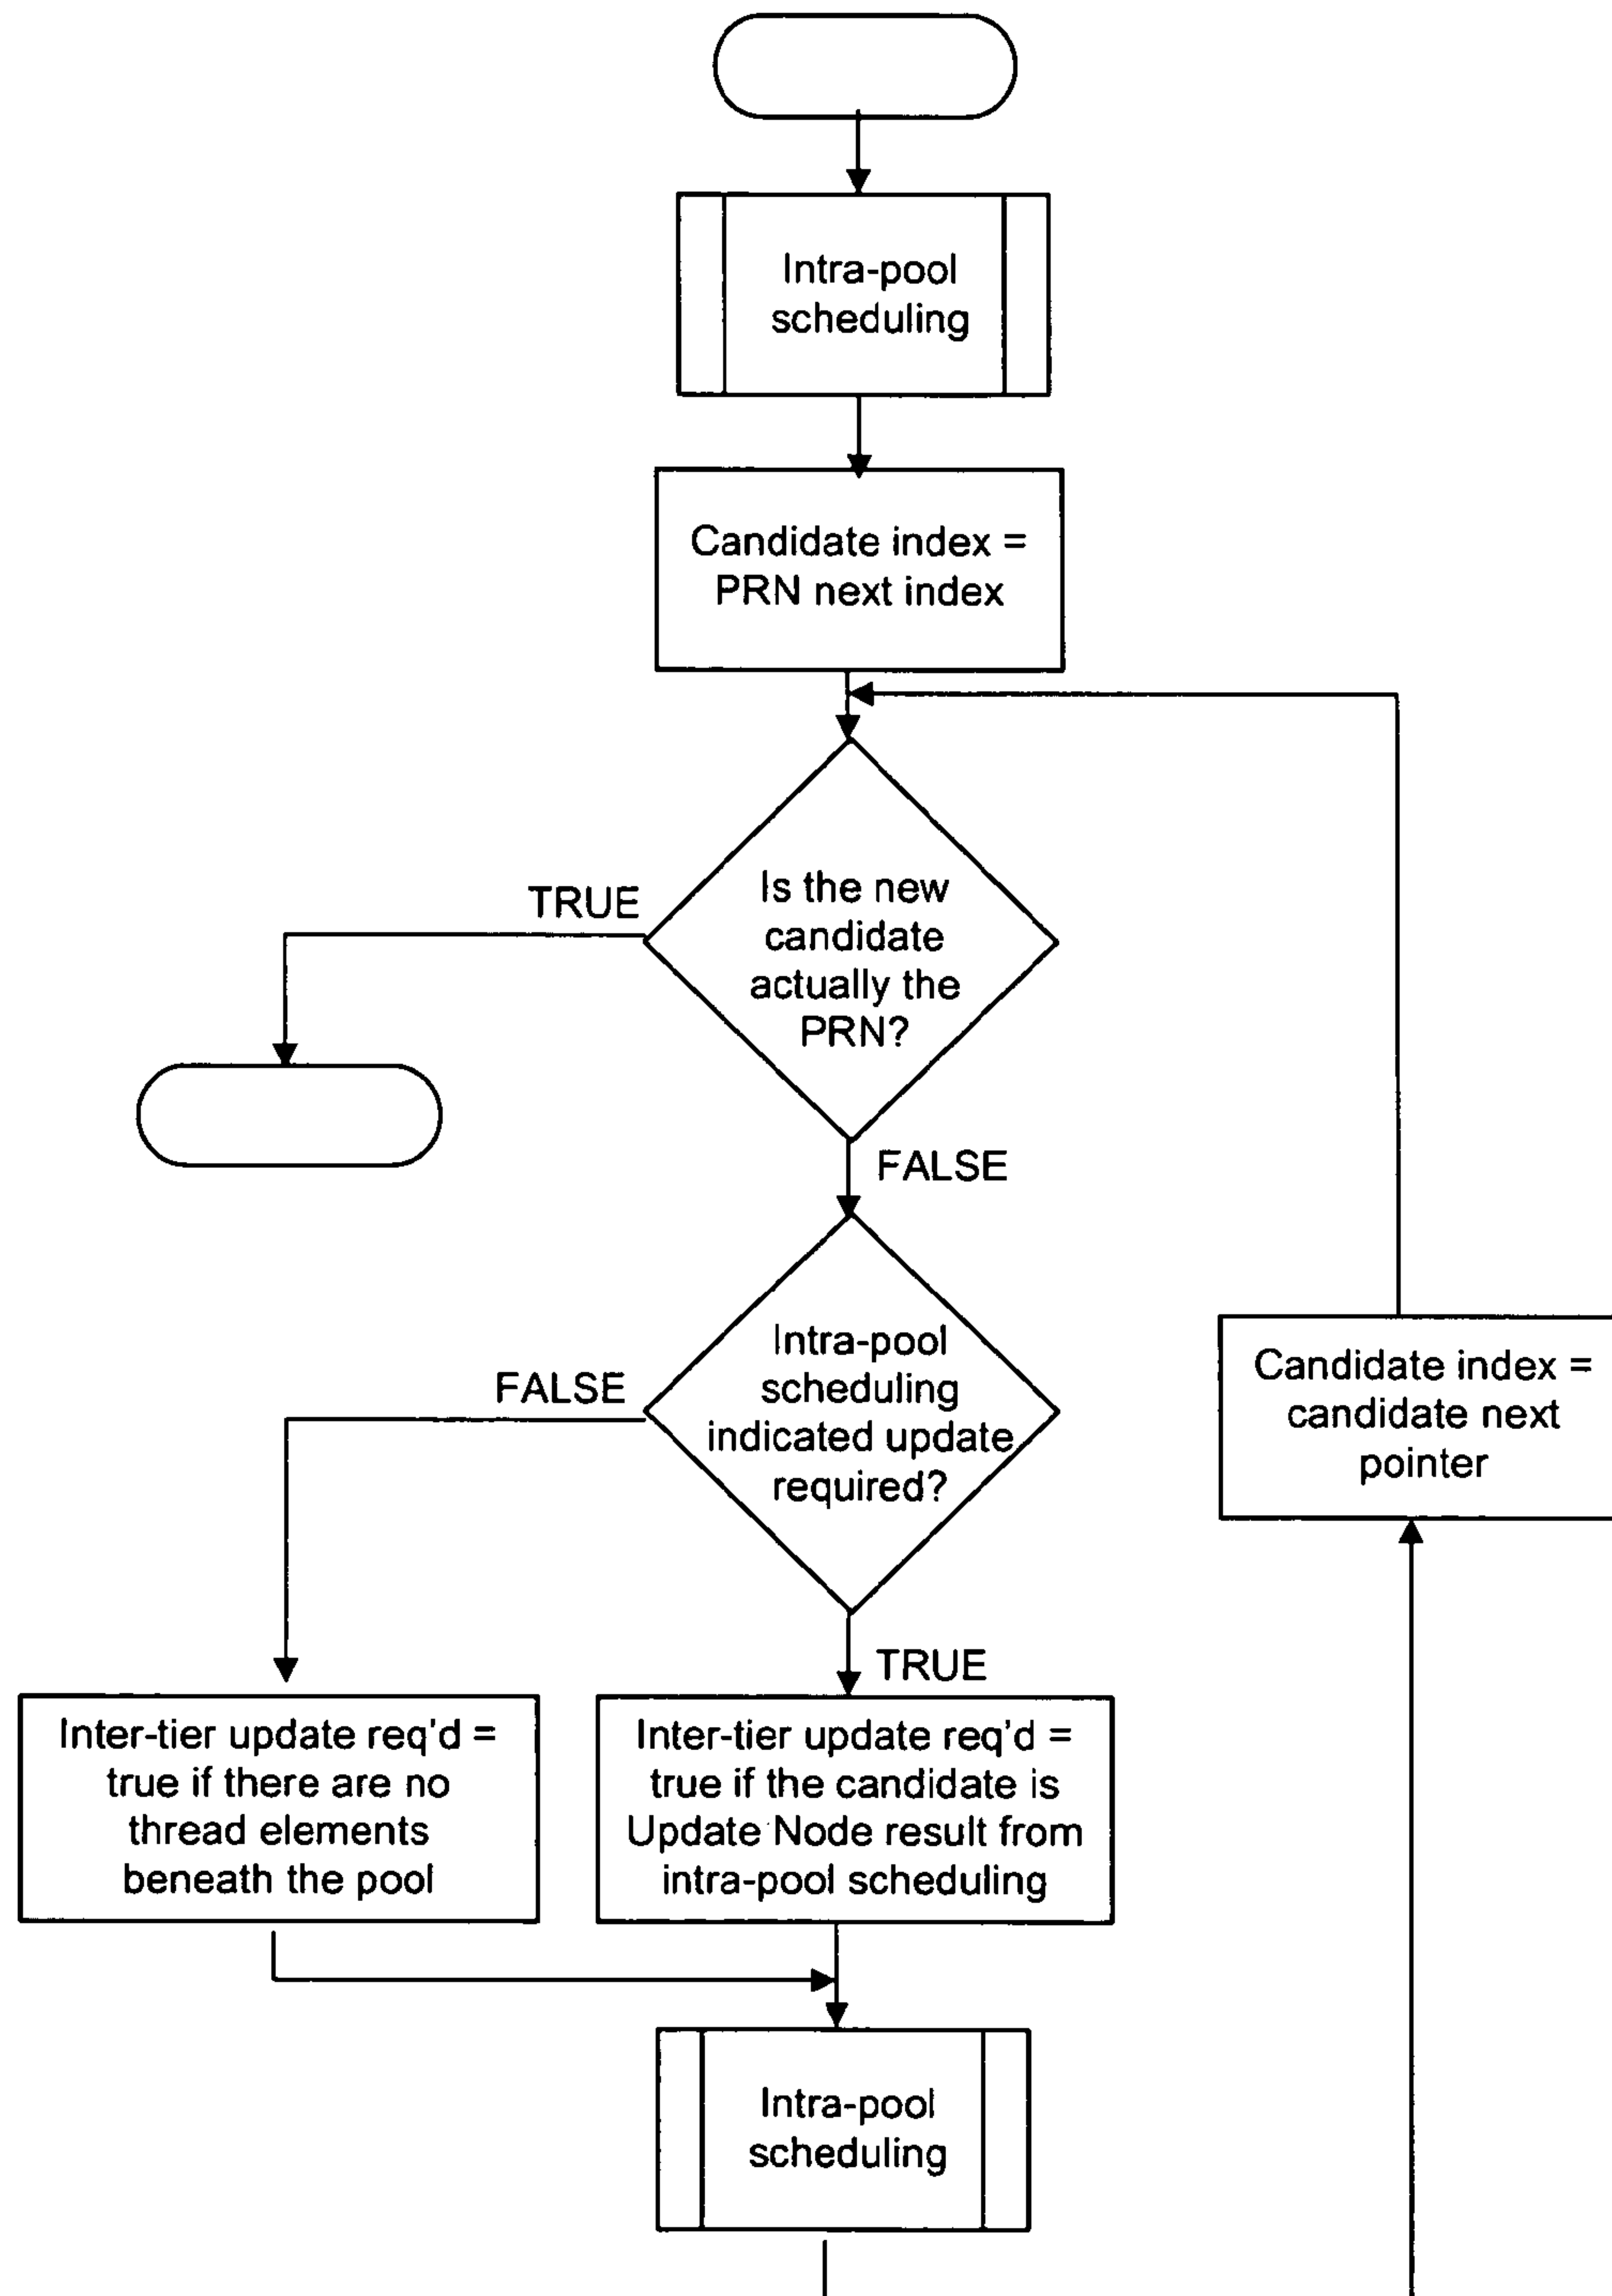 Intra-pool
scheduling
Candidate index =
PRN next index
Is the new
candidate
actually the
PRN?
TRUE
FALSE
Intra-pool
scheduling
indicated update
required?
FALSE
TRUE
Candidate index =
candidate next
pointer
Inter-tier update req'd =
true if there are no
thread elements
beneath the pool
Inter-tier update req'd =
true if the candidate is
Update Node result from
intra-pool scheduling
Intra-pool
scheduling